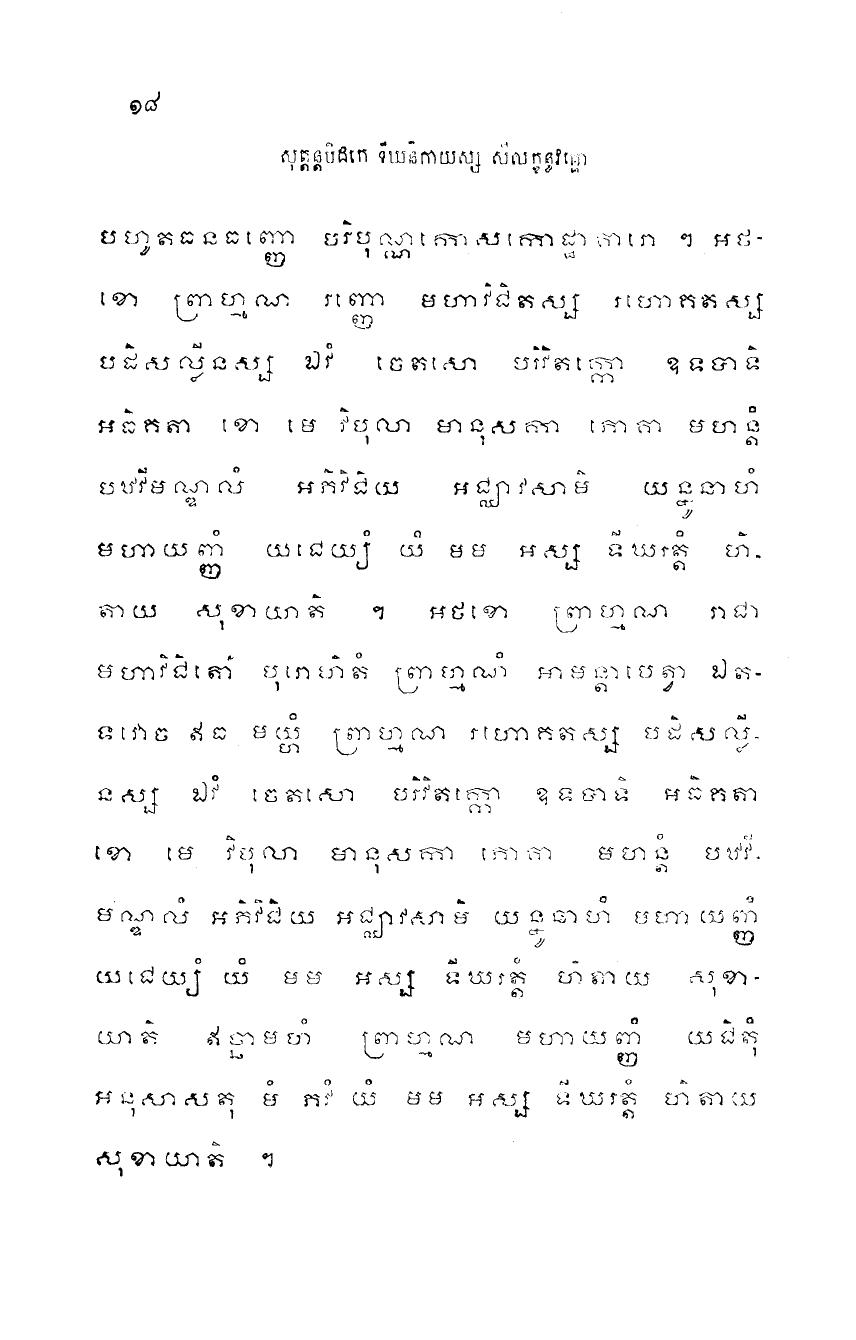 ១៨
សុត្តន្តបិដកេ ទីឃនិកាយស្ស សីលក្ខន្ធវគ្គោ
បហូតធនធញ្ញោ បរិបុណ្ណកោសកោដ្ឋាគារោ ។ អថ-
ខោ ព្រាហ្មណ រញ្ញោ មហាវិជិតស្ស រហោគតស្ស
បដិសល្លីនស្ស ឯវំ ចេតសោ បរិវិតក្កោ ឧទបាទិ
អធិគតា ខោ មេ វិបុលា មានុសកា ភោគា មហន្តំ
បឋវីមណ្ឌលំ អភិវិជិយ អជ្ឈាវសាមិ យន្នូនាហំ
មហាយញ្ញំ យជេយ្យំ យំ មម អស្ស ទីឃរត្តំ ហិ-
តាយ សុខាយាតិ ។ អថខោ ព្រាហ្មណ រាជា
មហាវិជិតោ បុរោហិតំ ព្រាហ្មណំ អាមន្តាបេត្វា ឯត-
ទវោច ឥធ មយ្ហំ ព្រាហ្មណ រហោគតស្ស បដិសល្លី-
នស្ស ឯវំ ចេតសោ បរិវិតក្កោ ឧទបាទិ អធិគតា
ខោ មេ វិបុលា មានុសកា ភោគា មហន្តំ បឋវី-
មណ្ឌលំ អភិវិជិយ អជ្ឈាវសាមិ យន្នូនាហំ មហាយញ្ញំ
យជេយ្យំ យំ មម អស្ស ទីឃរត្តំ ហិតាយ សុខា-
យាតិ ឥច្ឆាមហំ ព្រាហ្មណ មហាយញ្ញំ យជិតុំ
អនុសាសតុ មំ ភវំ យំ មម អស្ស ទីឃរត្តំ ហិតាយ
សុខាយាតិ ។